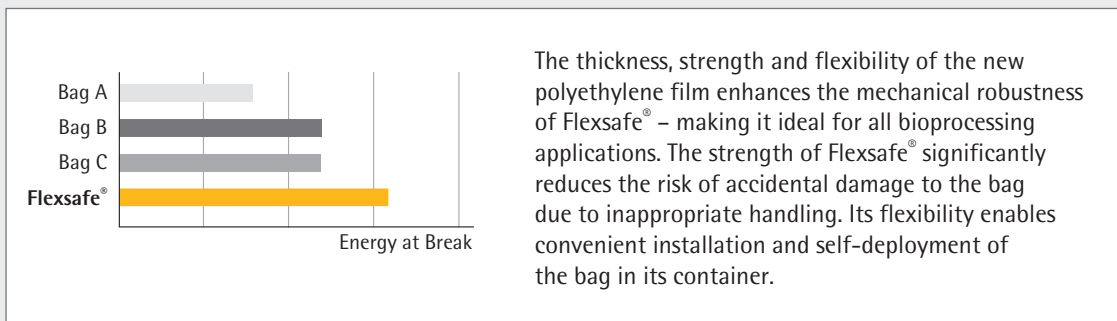 Bag A
Bag B
Bag C
Flexsafe®
Energy at Break
The thickness, strength and flexibility of the new
polyethylene film enhances the mechanical robustness
of Flexsafe® – making it ideal for all bioprocessing
applications. The strength of Flexsafe® significantly
reduces the risk of accidental damage to the bag
due to inappropriate handling. Its flexibility enables
convenient installation and self-deployment of
the bag in its container.